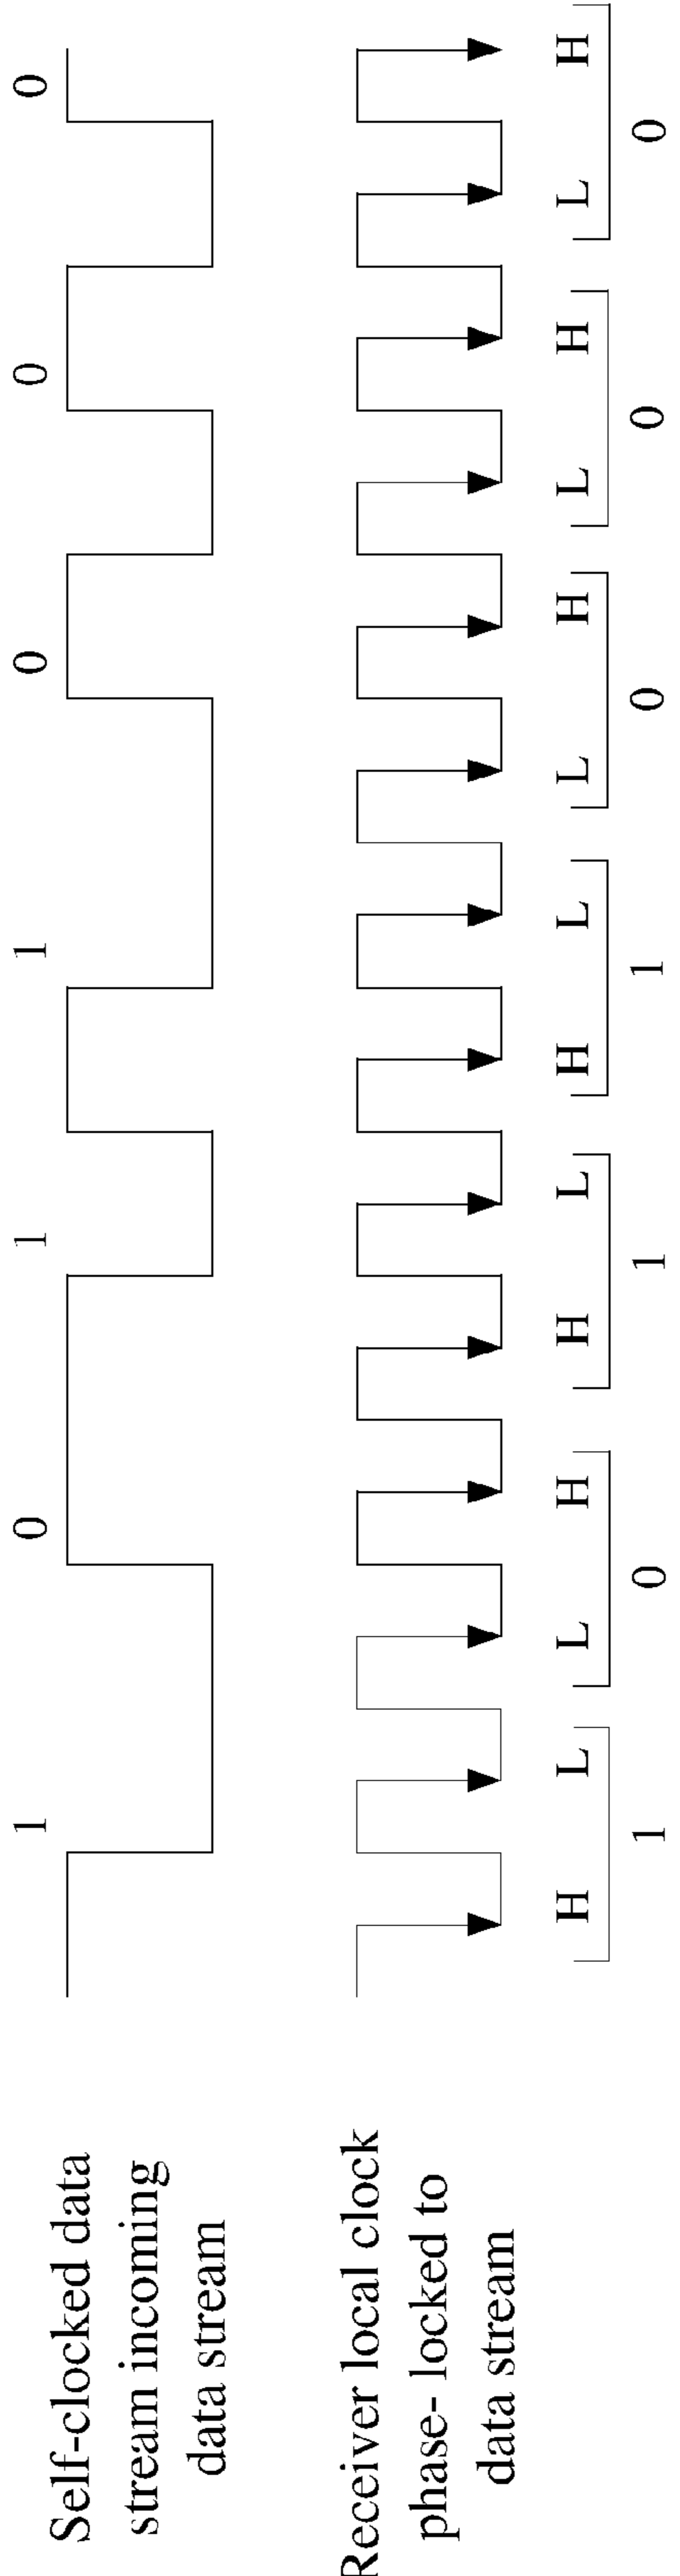 1 0 1 1 0 0 0
Self-clocked data
stream incoming
data stream
Receiver local clock
phase- locked to
data stream
H L L H H L H L L H L H L H
1 0 1 1 0 0 0